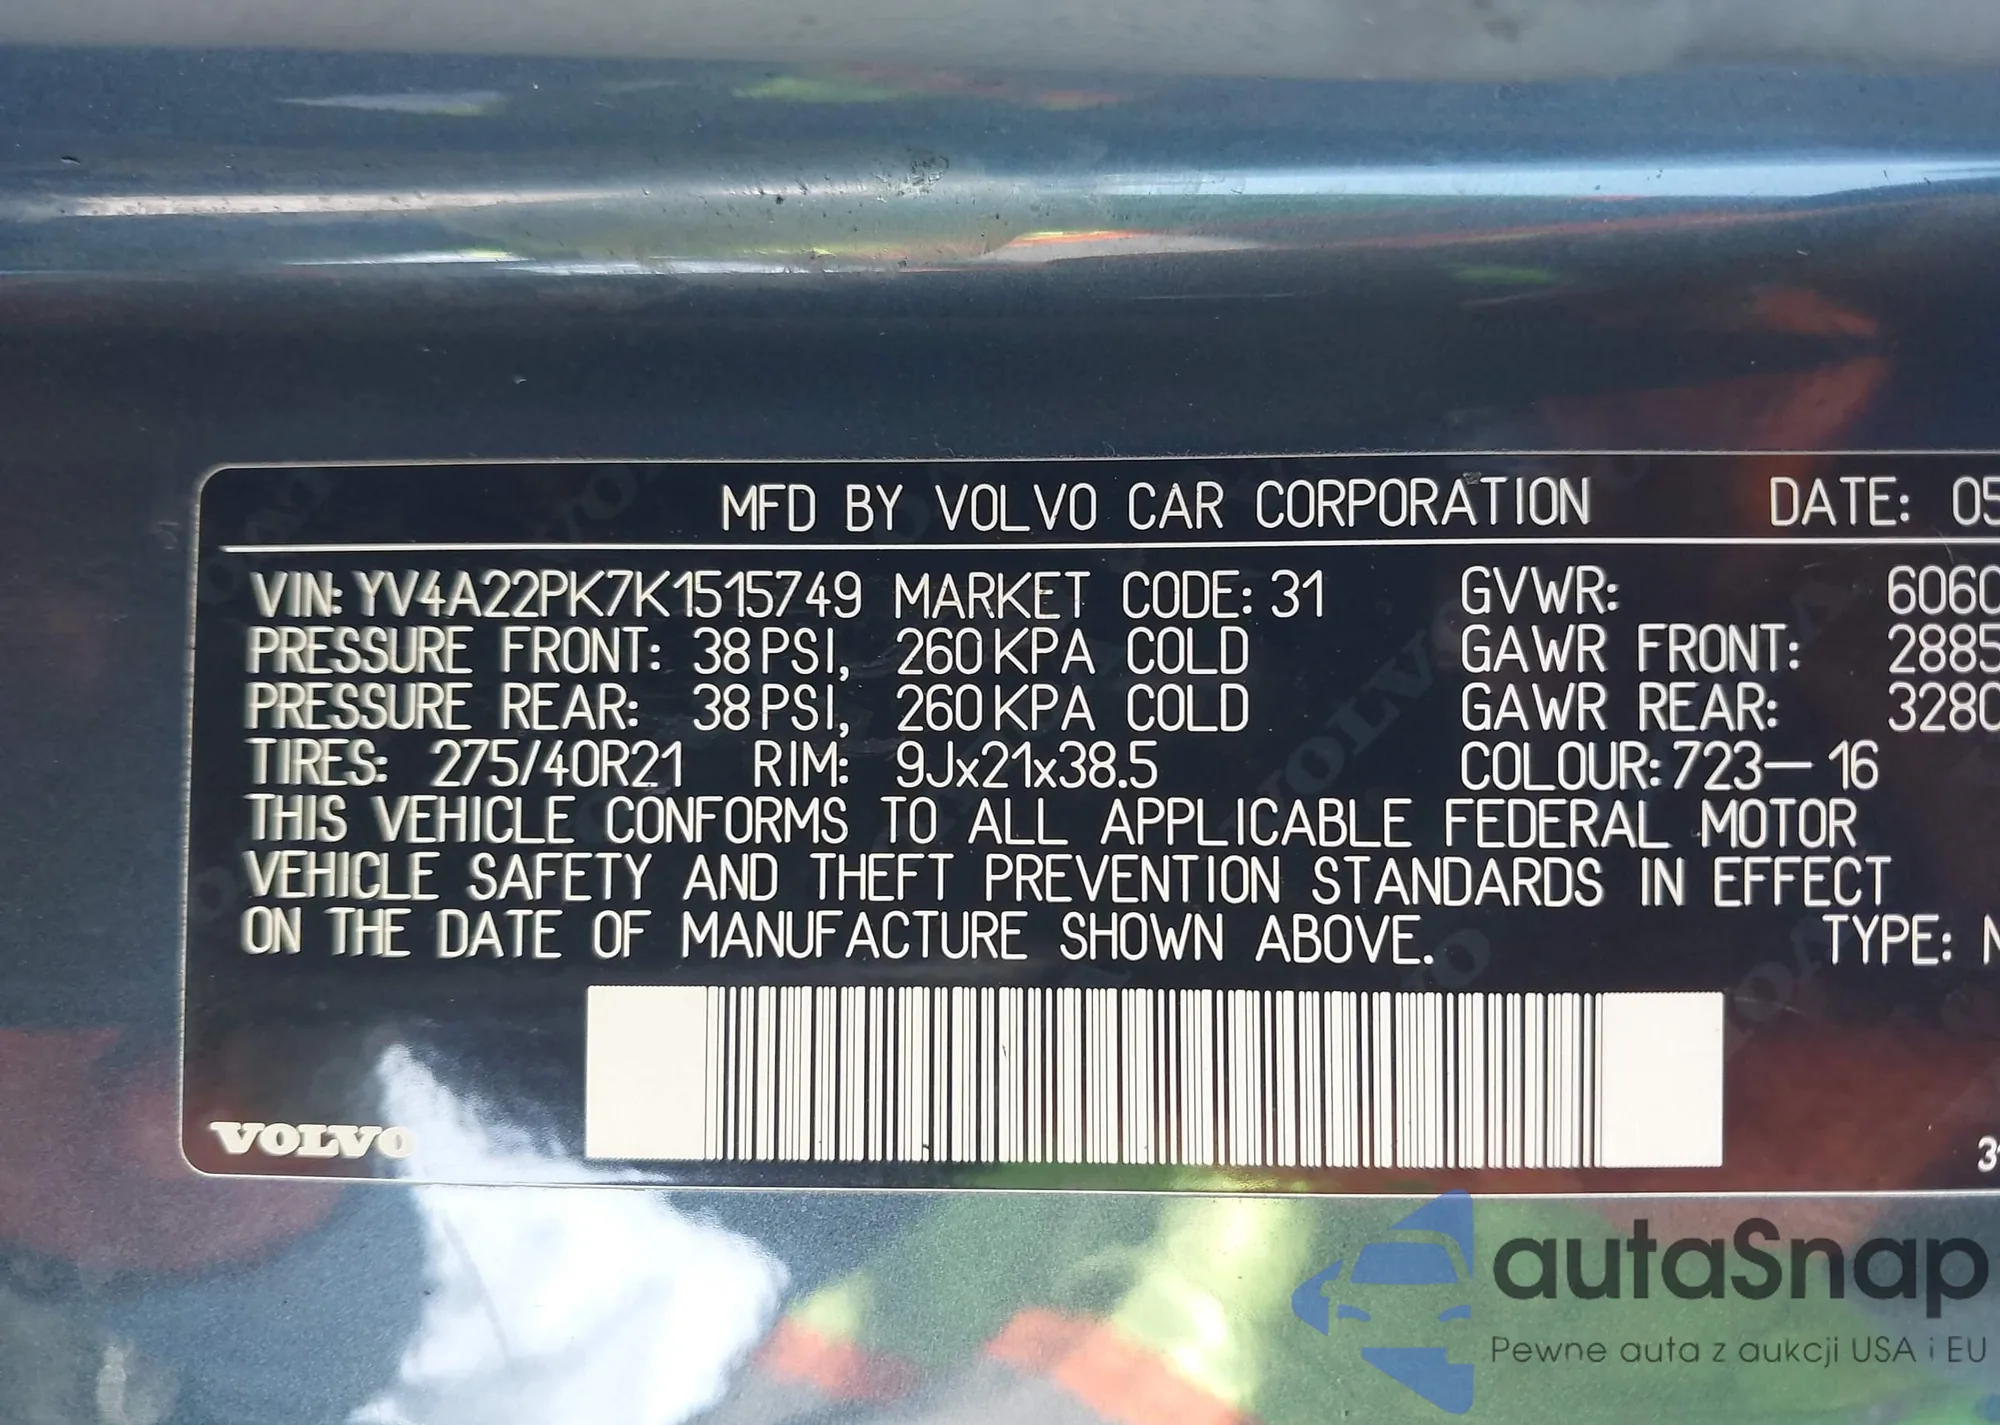 MFD BY VOLVO CAR CORPORATION DATE: 05
VIN: YV4A22PK7K1515749 MARKET CODE: 31 GVWR: 6060
PRESSURE FRONT: 38 PSI, 260 KPA COLD GAWR FRONT: 2885
PRESSURE REAR: 38 PSI, 260 KPA COLD GAWR REAR: 3280
TIRES: 275/40R21 RIM: 9Jx21x38.5 COLOUR: 723-16
THIS VEHICLE CONFORMS TO ALL APPLICABLE FEDERAL MOTOR
VEHICLE SAFETY AND THEFT PREVENTION STANDARDS IN EFFECT
ON THE DATE OF MANUFACTURE SHOWN ABOVE.
TYPE:
VOLVO
autaSnap
Pewne auta z aukcji USA i EU